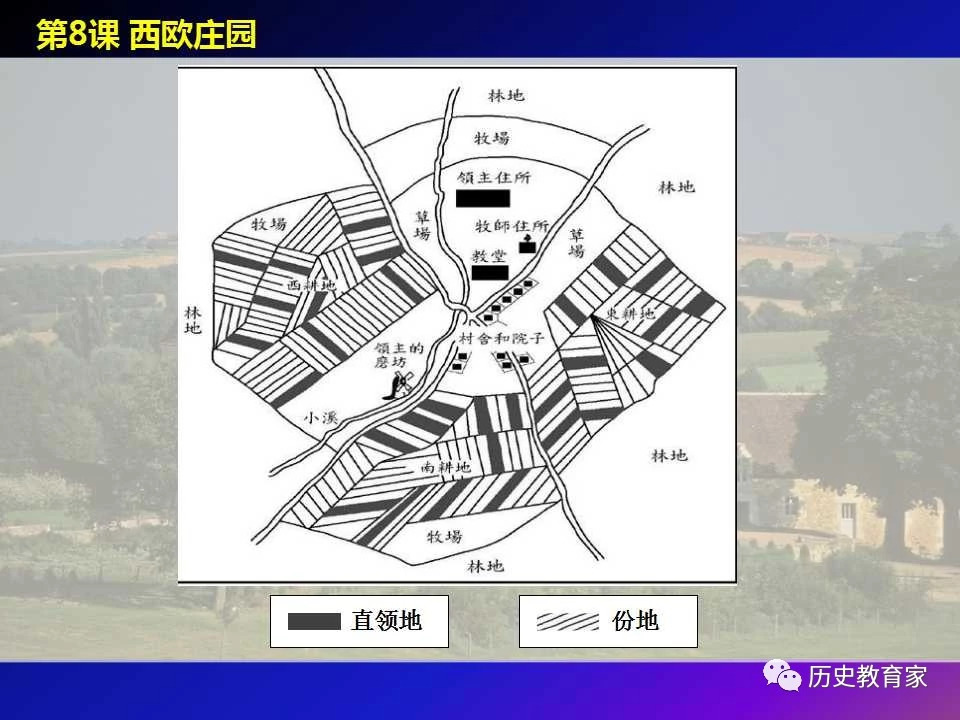 第8课 西欧庄园
林地
牧場
領主住所
林地
草場
牧場
牧師住所
草場
教堂
西耕地
林地
東耕地
村舍和院子
領主的
磨坊
小溪
林地
南耕地
牧場
林地
直领地
份地
历史教育家